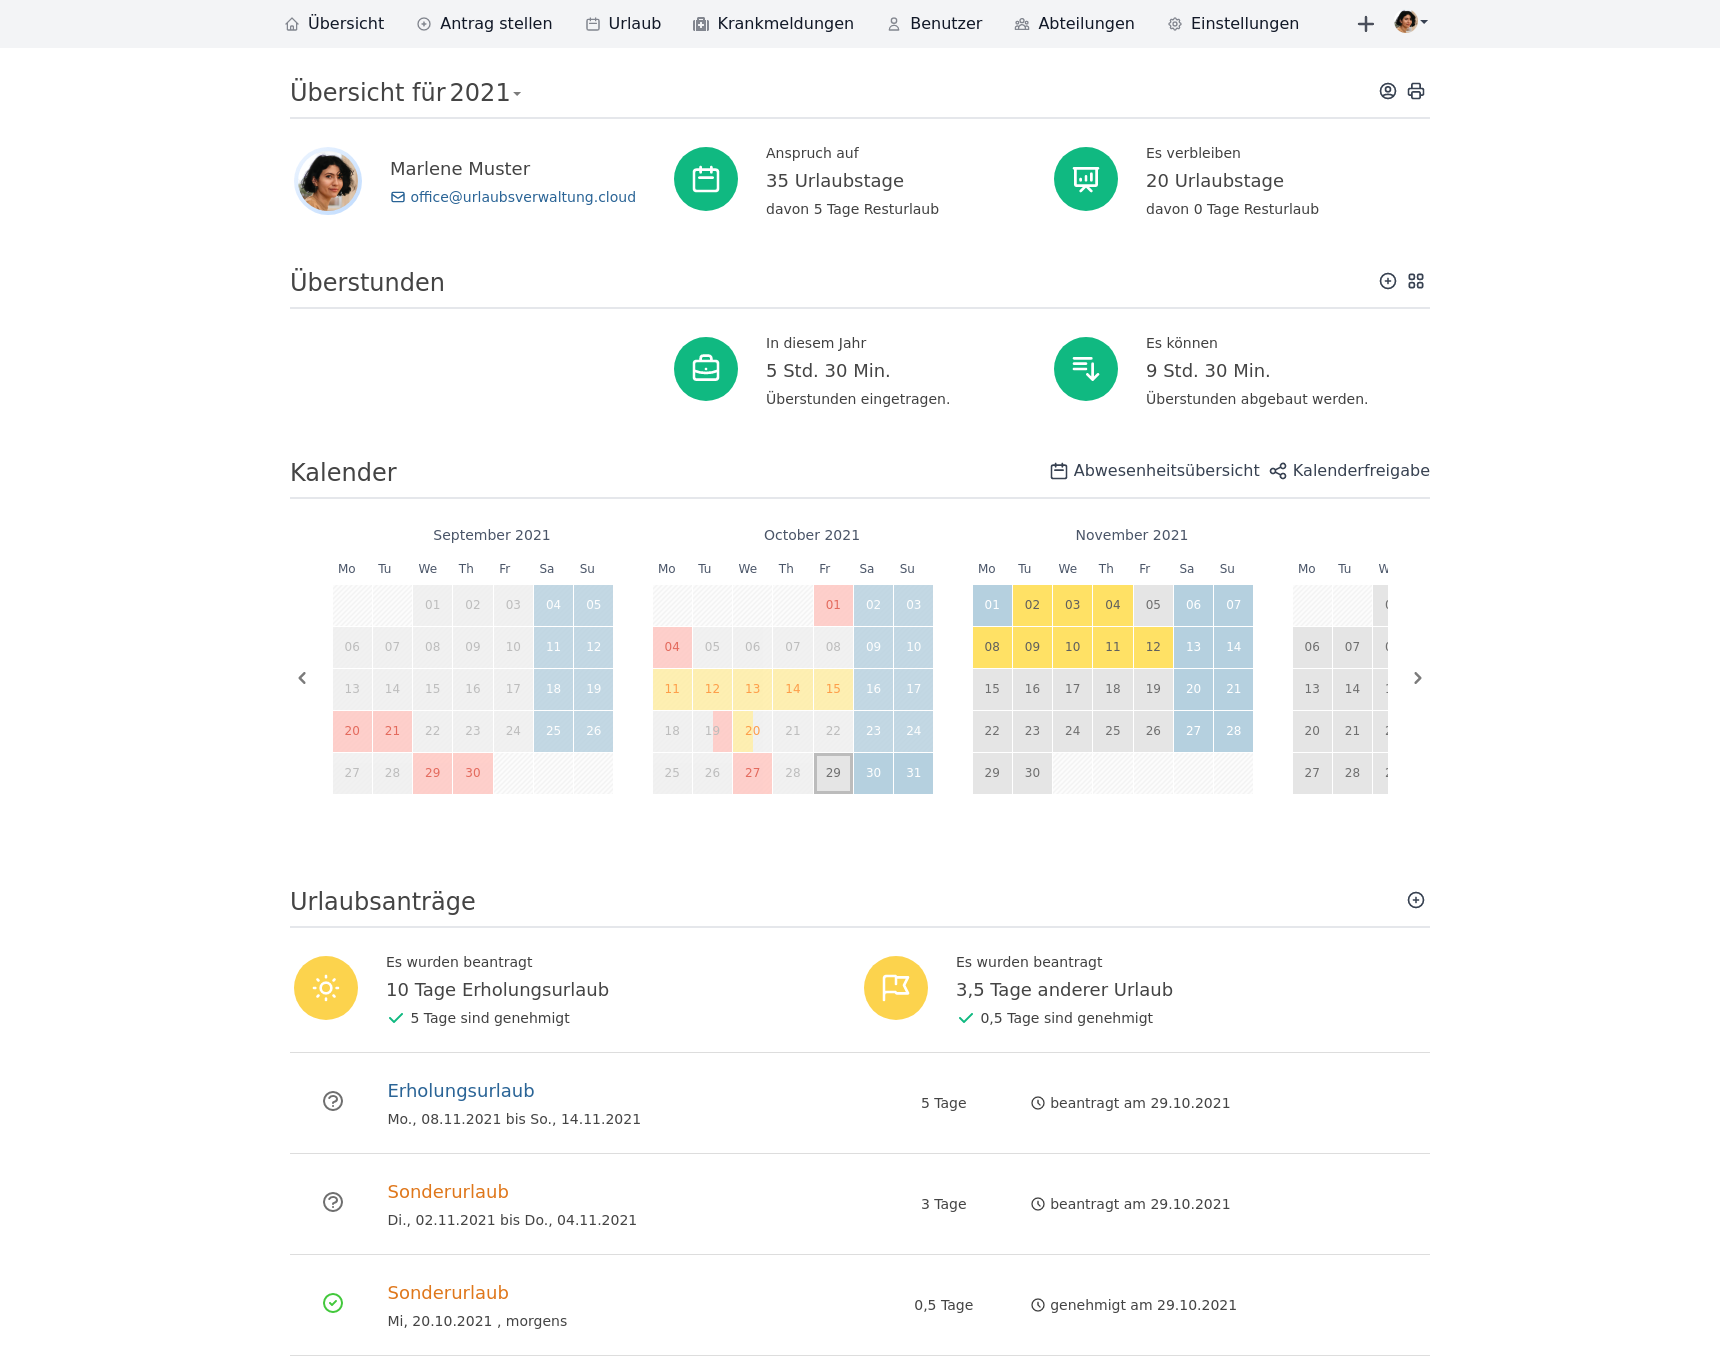 Übersicht Antrag stellen Urlaub Krankmeldungen Benutzer Abteilungen Einstellungen
Übersicht für 2021
Marlene Muster
office@urlaubsverwaltung.cloud
Anspruch auf
35 Urlaubstage
davon 5 Tage Resturlaub
Es verbleiben
20 Urlaubstage
davon 0 Tage Resturlaub
Überstunden
In diesem Jahr
5 Std. 30 Min.
Überstunden eingetragen.
Es können
9 Std. 30 Min.
Überstunden abgebaut werden.
Kalender
Abwesenheitsübersicht Kalenderfreigabe
September 2021
Mo Tu We Th Fr Sa Su
01 02 03 04 05
06 07 08 09 10 11 12
13 14 15 16 17 18 19
20 21 22 23 24 25 26
27 28 29 30
October 2021
Mo Tu We Th Fr Sa Su
01 02 03
04 05 06 07 08 09 10
11 12 13 14 15 16 17
18 19 20 21 22 23 24
25 26 27 28 29 30 31
November 2021
Mo Tu We Th Fr Sa Su
01 02 03 04 05 06 07
08 09 10 11 12 13 14
15 16 17 18 19 20 21
22 23 24 25 26 27 28
29 30
Mo Tu
06 07
13 14
20 21
27 28
Urlaubsanträge
Es wurden beantragt
10 Tage Erholungsurlaub
5 Tage sind genehmigt
Es wurden beantragt
3,5 Tage anderer Urlaub
0,5 Tage sind genehmigt
Erholungsurlaub
Mo., 08.11.2021 bis So., 14.11.2021
5 Tage
beantragt am 29.10.2021
Sonderurlaub
Di., 02.11.2021 bis Do., 04.11.2021
3 Tage
beantragt am 29.10.2021
Sonderurlaub
Mi, 20.10.2021 , morgens
0,5 Tage
genehmigt am 29.10.2021